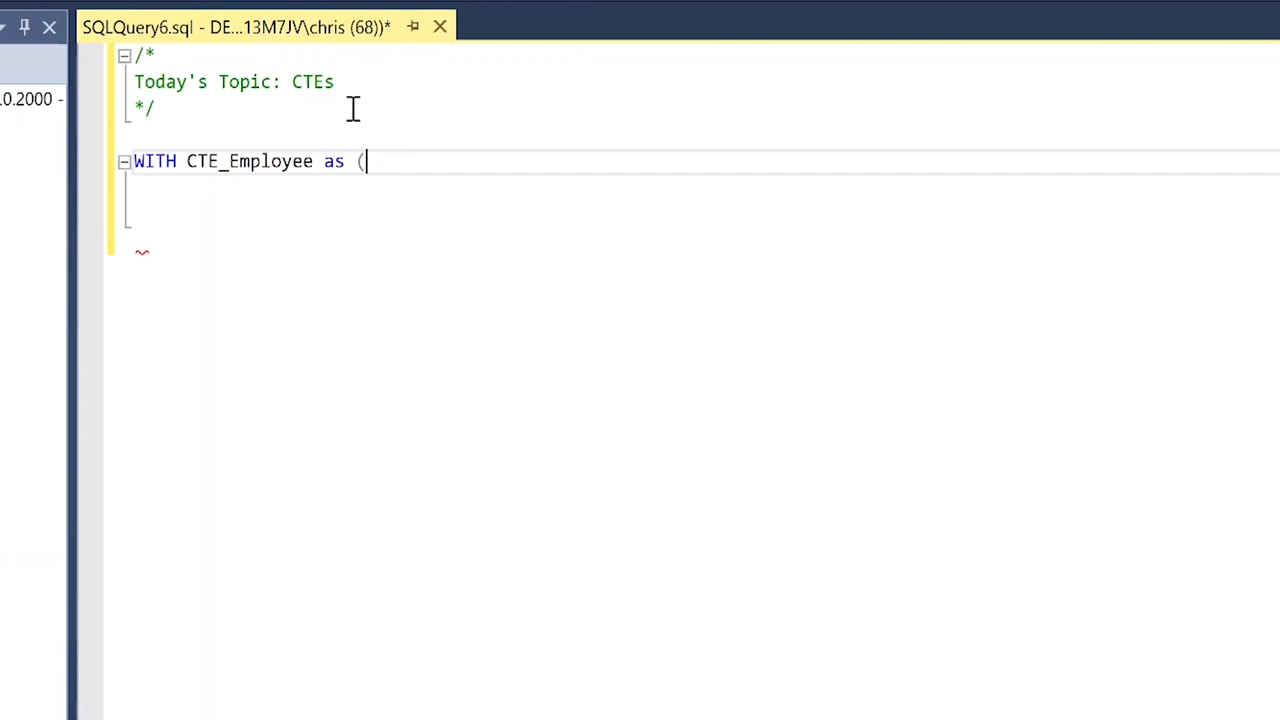 SQLQuery6.sql - DE...13M7JV\chris (68))*
.0.2000 -
/*
Today's Topic: CTEs
*/
WITH CTE_Employee as (